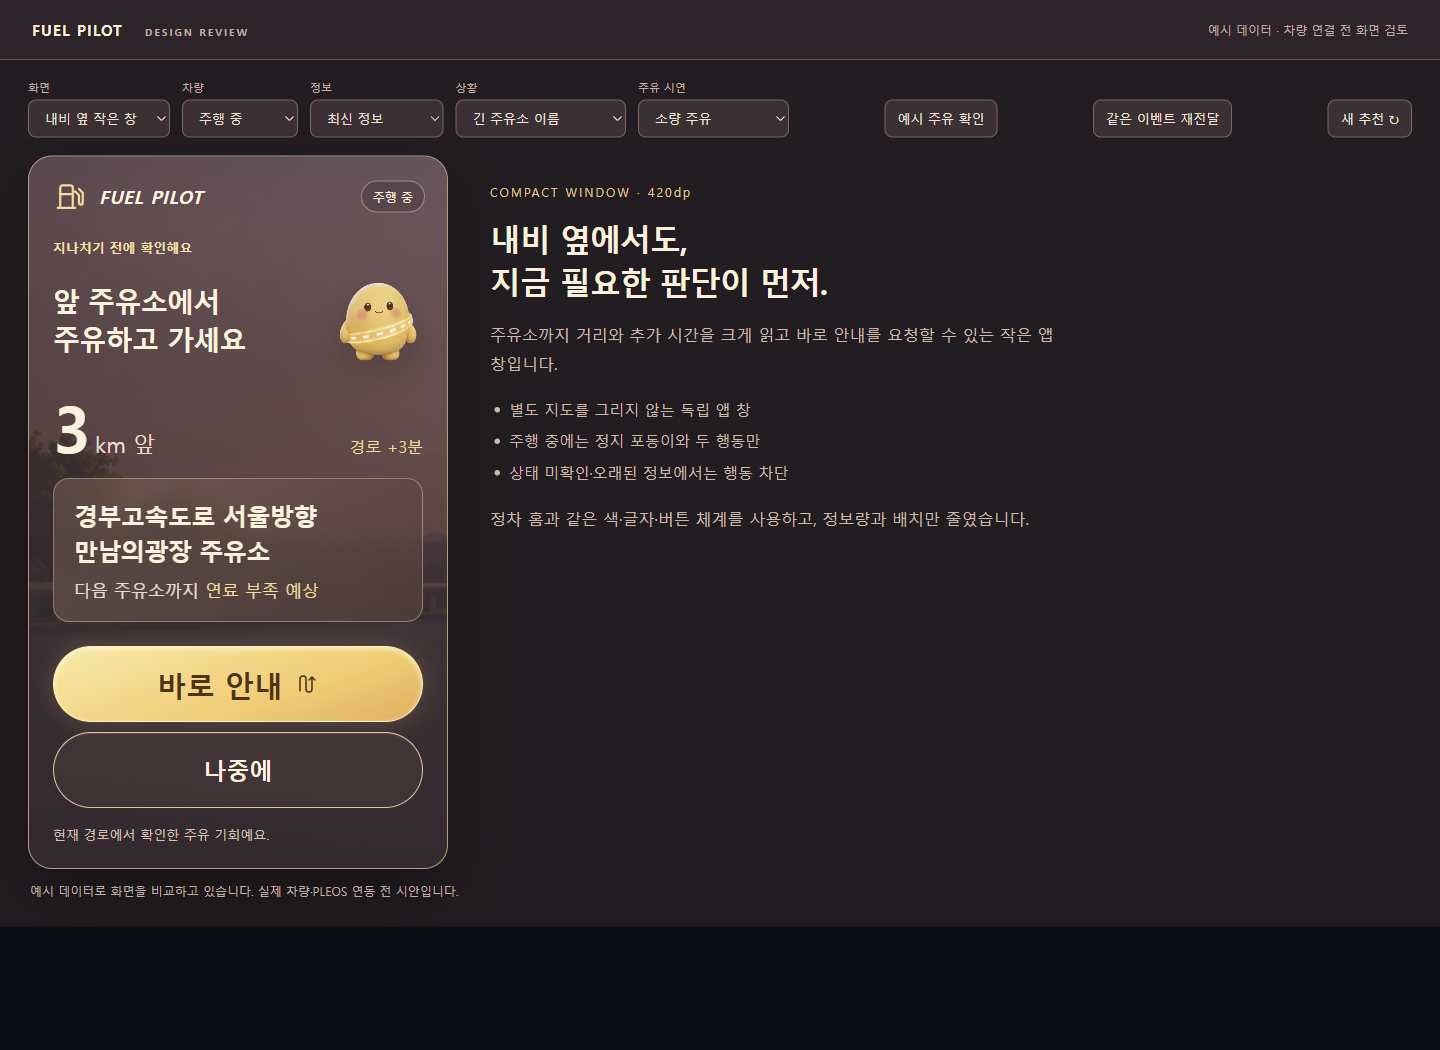 FUEL PILOT DESIGN REVIEW
예시 데이터 · 차량 연결 전 화면 검토
화면
차량
정보
상황
주유 시연
내비 옆 작은 창
주행 중
최신 정보
긴 주유소 이름
소량 주유
예시 주유 확인
같은 이벤트 재전달
새 추천 ↻
FUEL PILOT
주행 중
지나치기 전에 확인해요
앞 주유소에서
주유하고 가세요
3 km 앞
경로 +3분
경부고속도로 서울방향
만남의광장 주유소
다음 주유소까지 연료 부족 예상
바로 안내
나중에
현재 경로에서 확인한 주유 기회예요.
COMPACT WINDOW · 420dp
내비 옆에서도,
지금 필요한 판단이 먼저.
주유소까지 거리와 추가 시간을 크게 읽고 바로 안내를 요청할 수 있는 작은 앱
창입니다.
• 별도 지도를 그리지 않는 독립 앱 창
• 주행 중에는 정지 포동이와 두 행동만
• 상태 미확인·오래된 정보에서는 행동 차단
정차 홈과 같은 색·글자·버튼 체계를 사용하고, 정보량과 배치만 줄였습니다.
예시 데이터로 화면을 비교하고 있습니다. 실제 차량·PLEOS 연동 전 시안입니다.